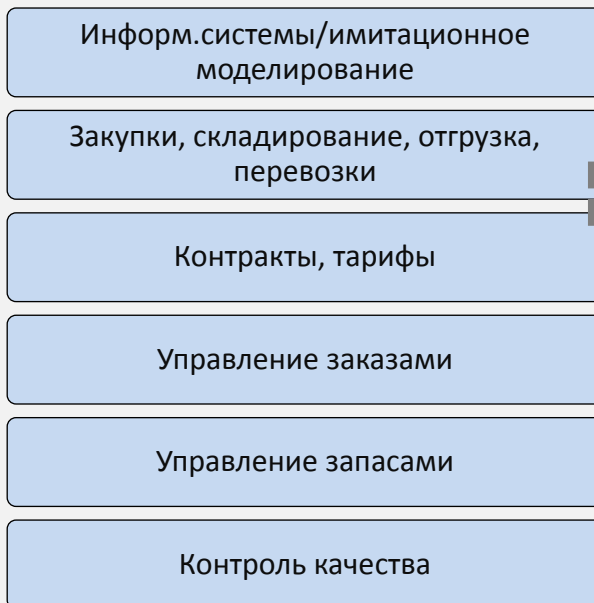 Информ.системы/имитационное
моделирование
Закупки, складирование, отгрузка,
перевозки
Контракты, тарифы
Управление заказами
Управление запасами
Контроль качества